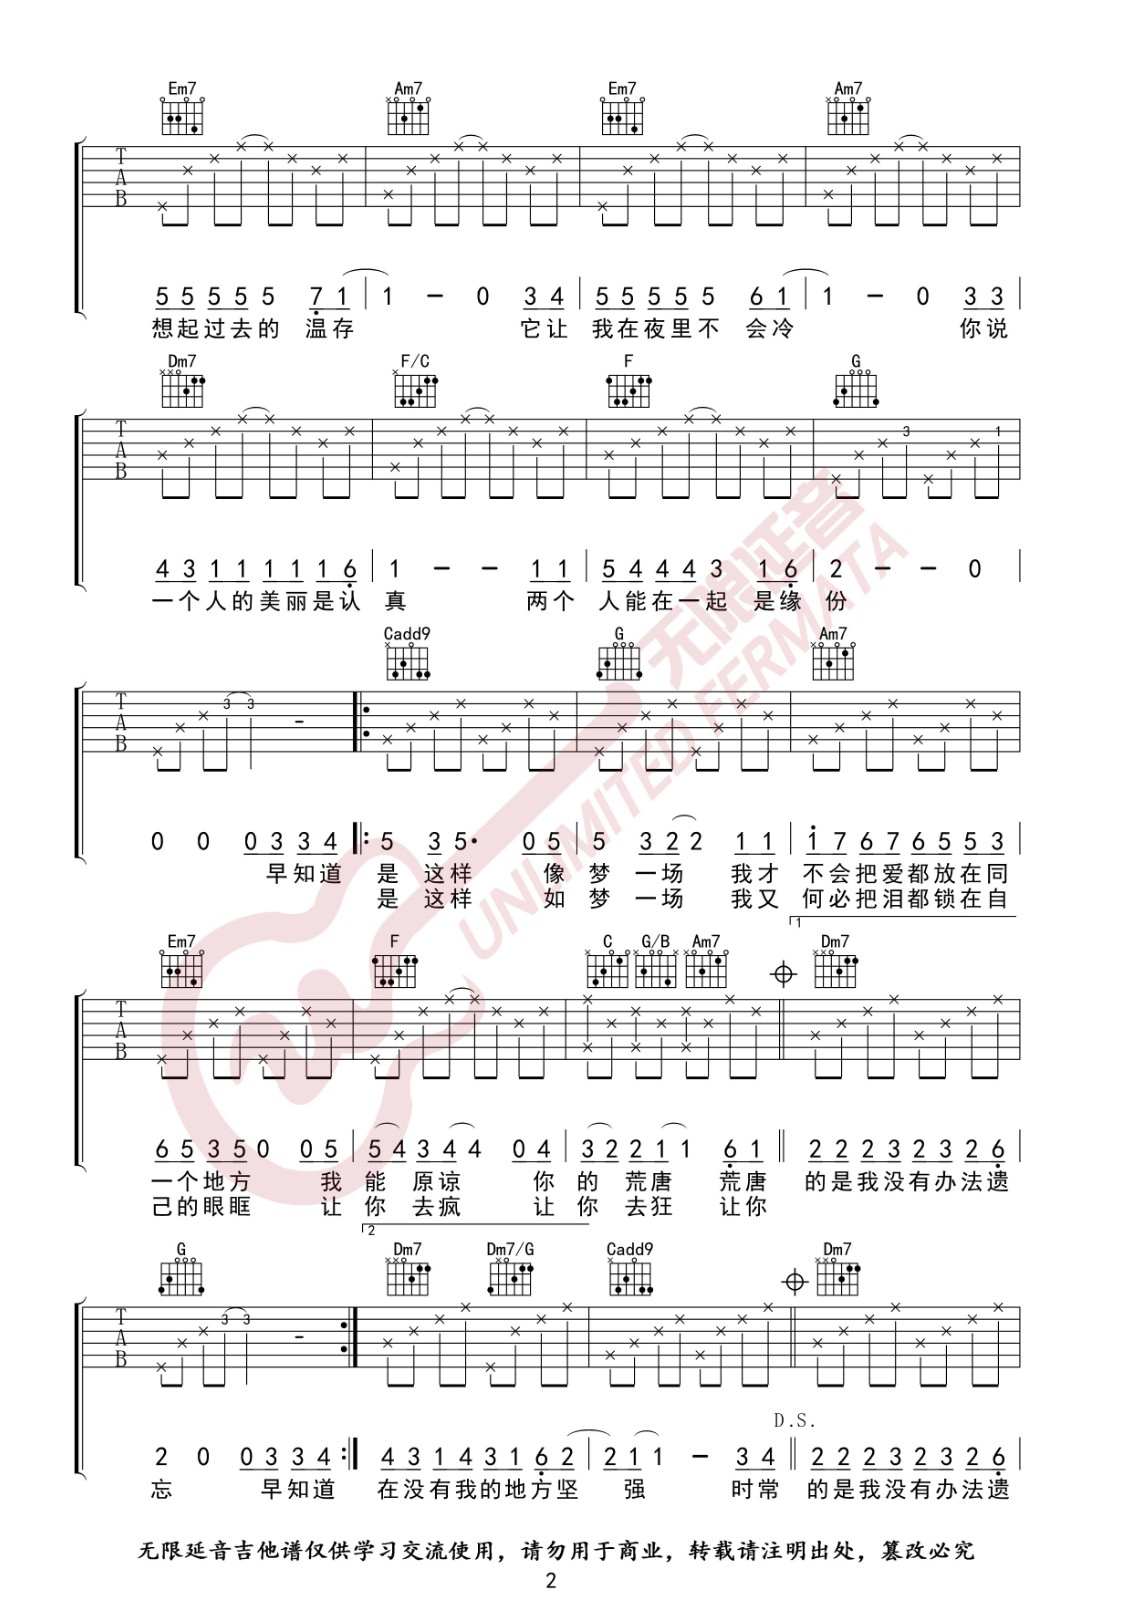 Em7 Am7 Em7 Am7
T
A
B
5 5 5 5 5 7 1 | 1 – 0 3 4 | 5 5 5 5 5 6 1 | 1 – 0 3 3 |
想起过去的 温存 它让 我在夜里不 会冷 你说
Dm7 F/C F G
T
A
B
3 1
4 3 1 1 1 1 1 6 | 1 – – 1 1 | 5 4 4 4 3 1 6 | 2 – – 0 |
一个人的美丽是认 真 两个 人能在一起 是缘 份
Cadd9 G Am7
T
A
B
3 3 –
0 0 0 3 3 4 |: 5 3 5· 0 5 | 5 3 2 2 1 1 | 1 7 6 7 6 5 5 3 |
早知道 是 这样 像 梦 一场 我才 不会把爱都放在同
是 这样 如 梦 一场 我又 何必把泪都锁在自
1
Em7 F C G/B Am7 Dm7
T
A
B
6 5 3 5 0 0 5 | 5 4 3 4 4 0 4 | 3 2 2 1 1 6 1 || 2 2 2 3 2 3 2 6 |
一个地方 我 能 原谅 你 的 荒唐 荒唐 的是我没有办法遗
己的眼眶 让 你 去疯 让 你 去狂 让你
2
G Dm7 Dm7/G Cadd9 Dm7
T
A
B
3 3 –
D.S.
2 0 0 3 3 4 :| 4 3 1 4 3 1 6 2 | 2 1 1 – 3 4 || 2 2 2 3 2 3 2 6 |
忘 早知道 在没有我的地方坚 强 时常 的是我没有办法遗
无限延音
UNLIMITED FERMATA
无限延音吉他谱仅供学习交流使用，请勿用于商业，转载请注明出处，篡改必究
2